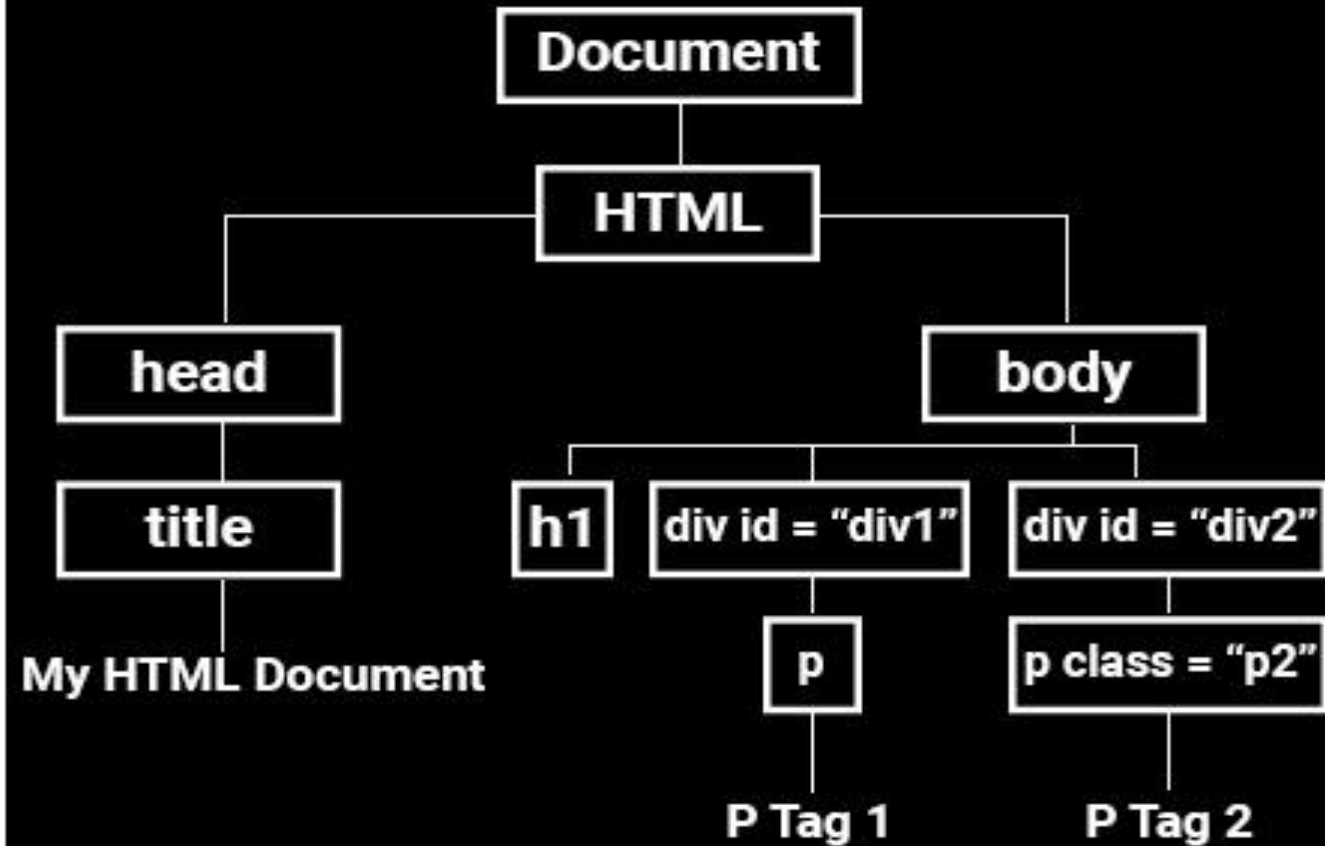 Document
HTML
head
body
title
h1
div id = “div1”
div id = “div2”
p
p class = “p2”
My HTML Document
P Tag 1
P Tag 2